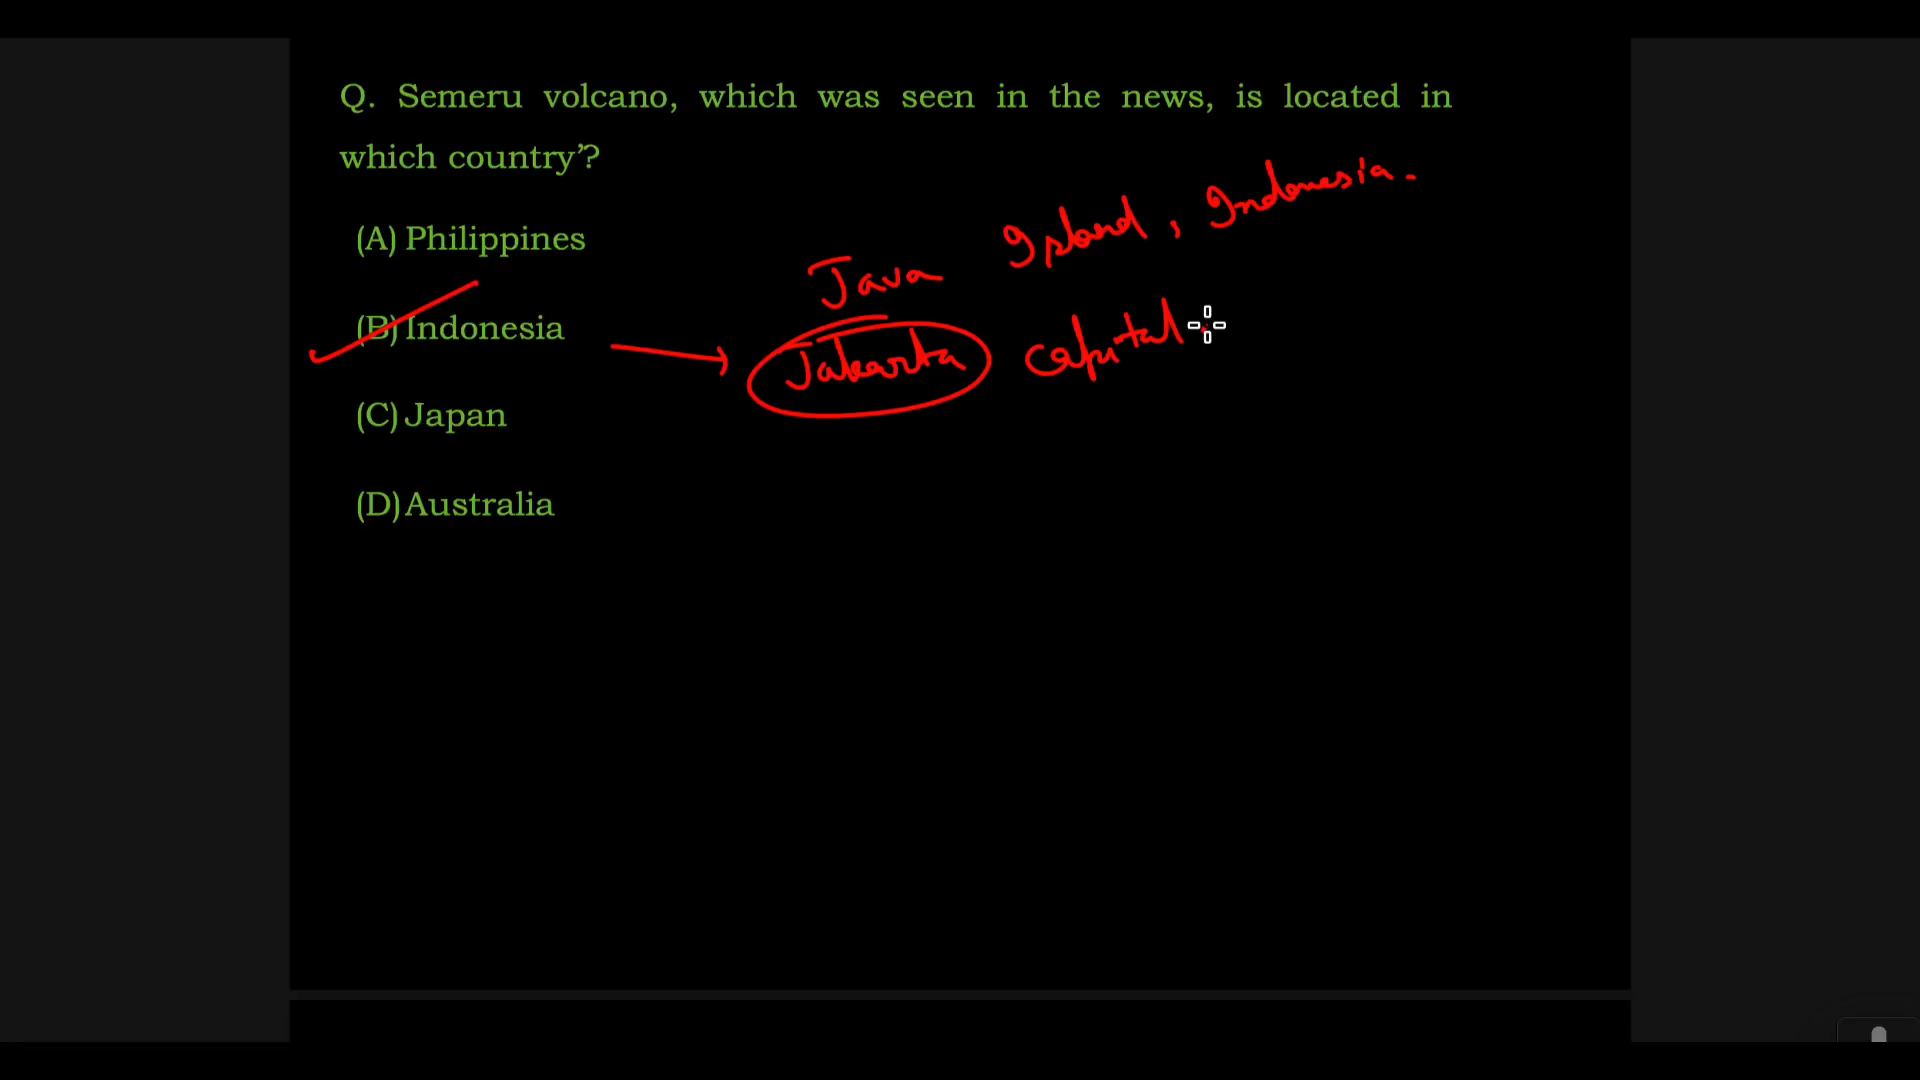 Q. Semeru volcano, which was seen in the news, is located in
which country’?
(A) Philippines
Java Island, Indonesia.
(B) Indonesia
Jakarta capital
(C) Japan
(D) Australia